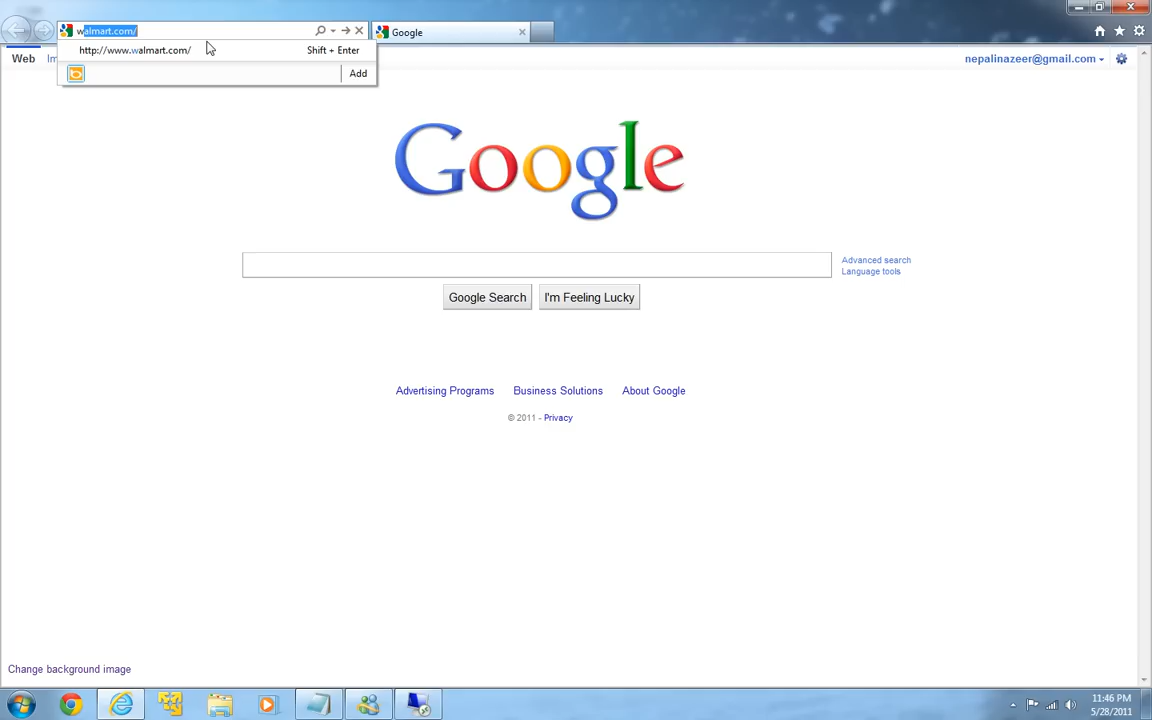 walmart.com/
Google
http://www.walmart.com/ Shift + Enter
Add
Web Im
nepalinazeer@gmail.com
Google
Advanced search
Language tools
Google Search I'm Feeling Lucky
Advertising Programs Business Solutions About Google
© 2011 - Privacy
Change background image
11:46 PM
5/28/2011